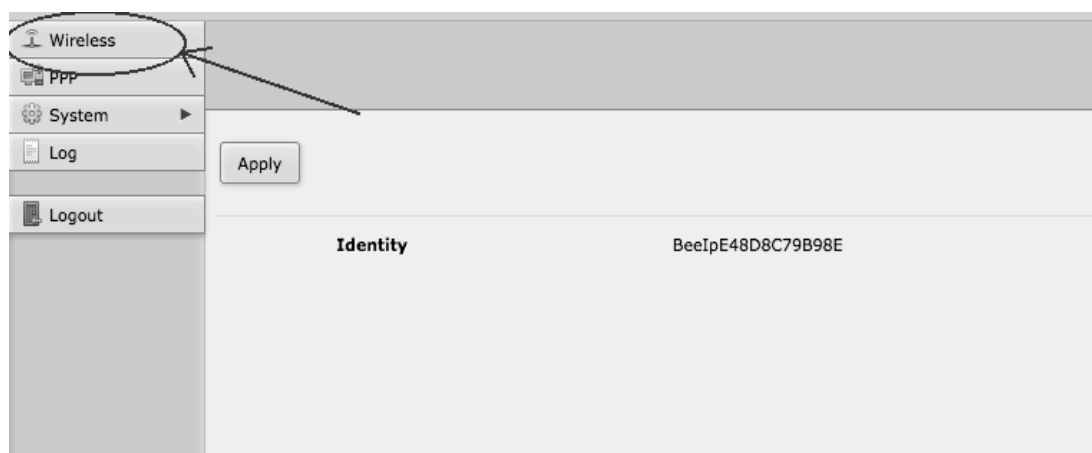 Wireless
PPP
System
Log
Logout
Apply
Identity BeeIpE48D8C79B98E